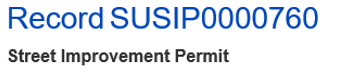 Record SUSIP0000760
Street Improvement Permit